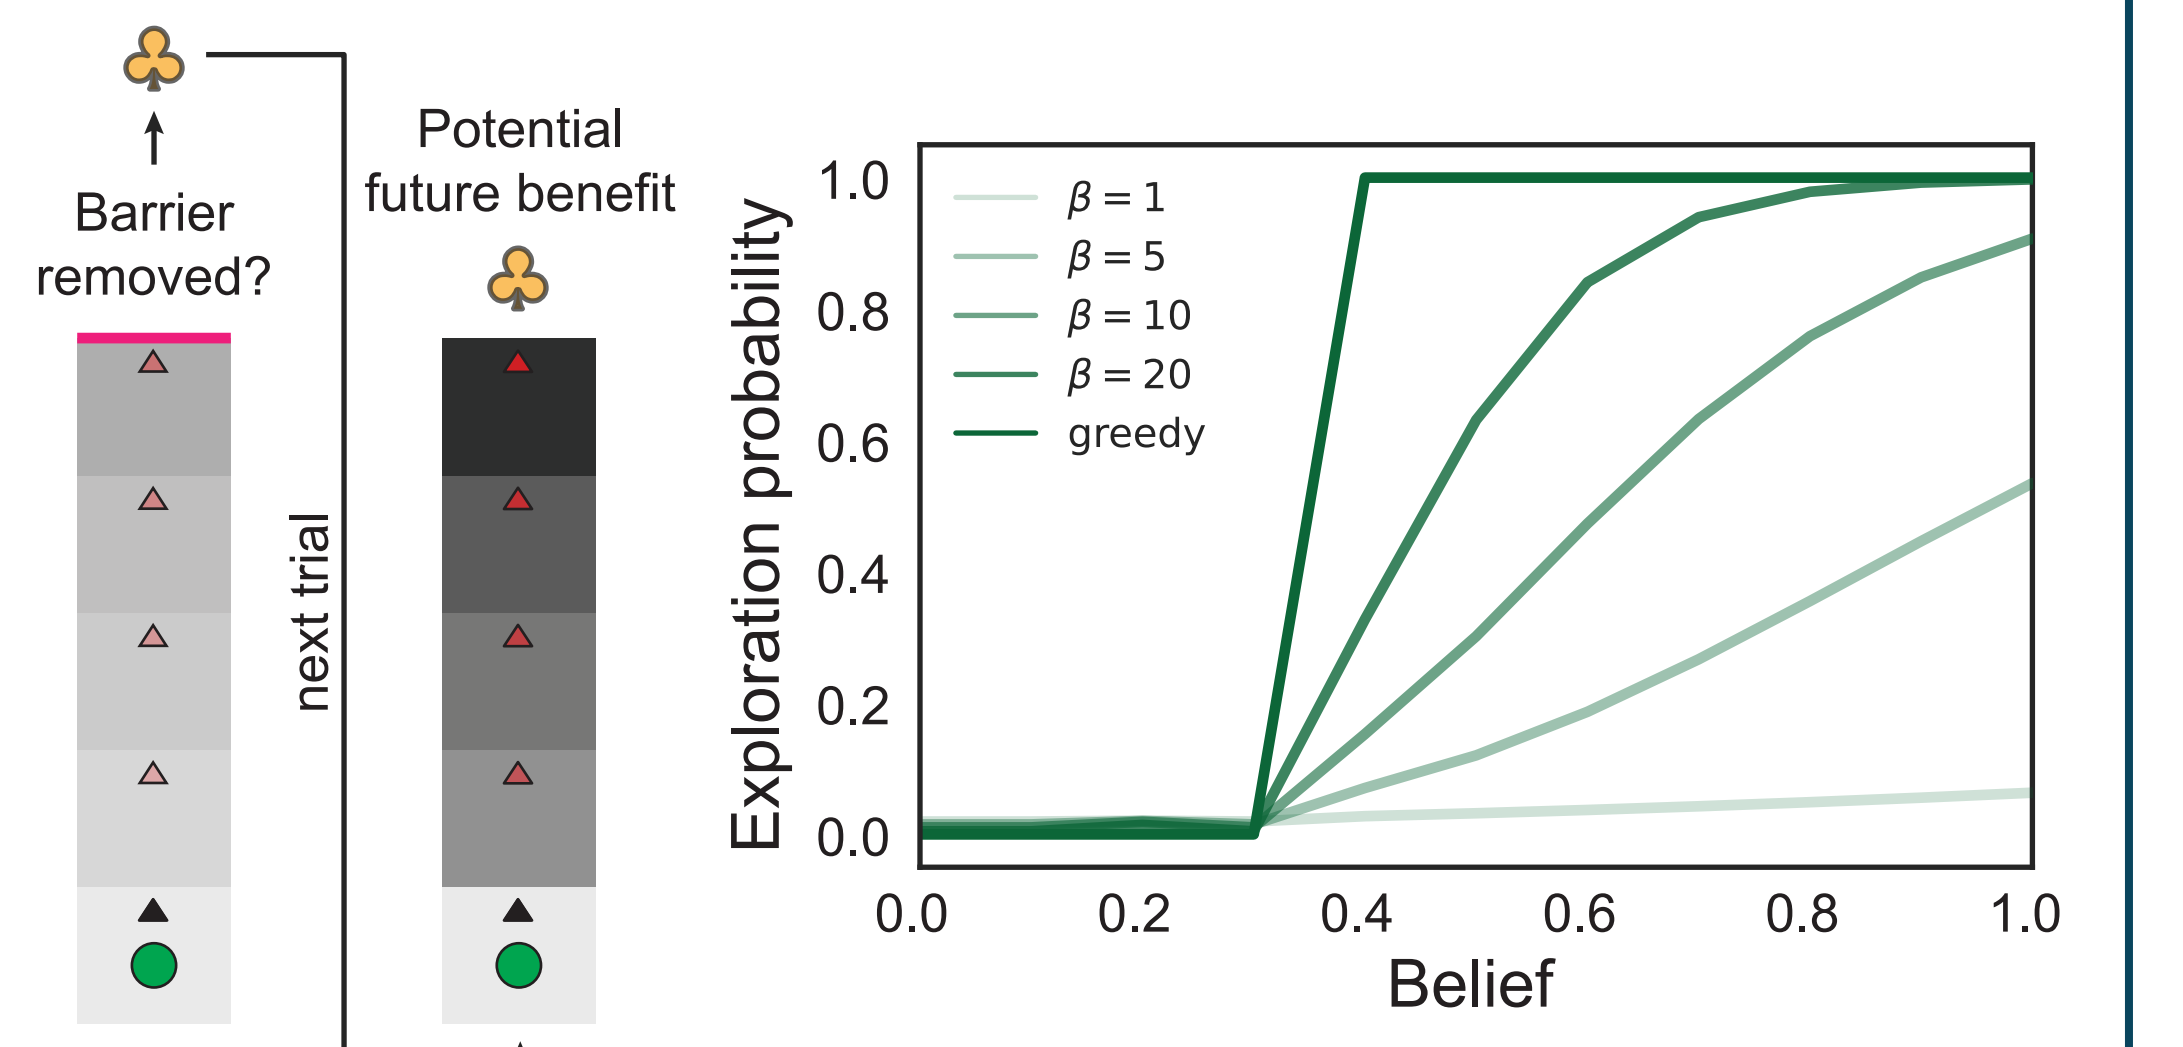 Barrier
removed?
next trial
Potential
future benefit
Exploration probability
1.0
0.8
0.6
0.4
0.2
0.0
β = 1
β = 5
β = 10
β = 20
greedy
0.0 0.2 0.4 0.6 0.8 1.0
Belief